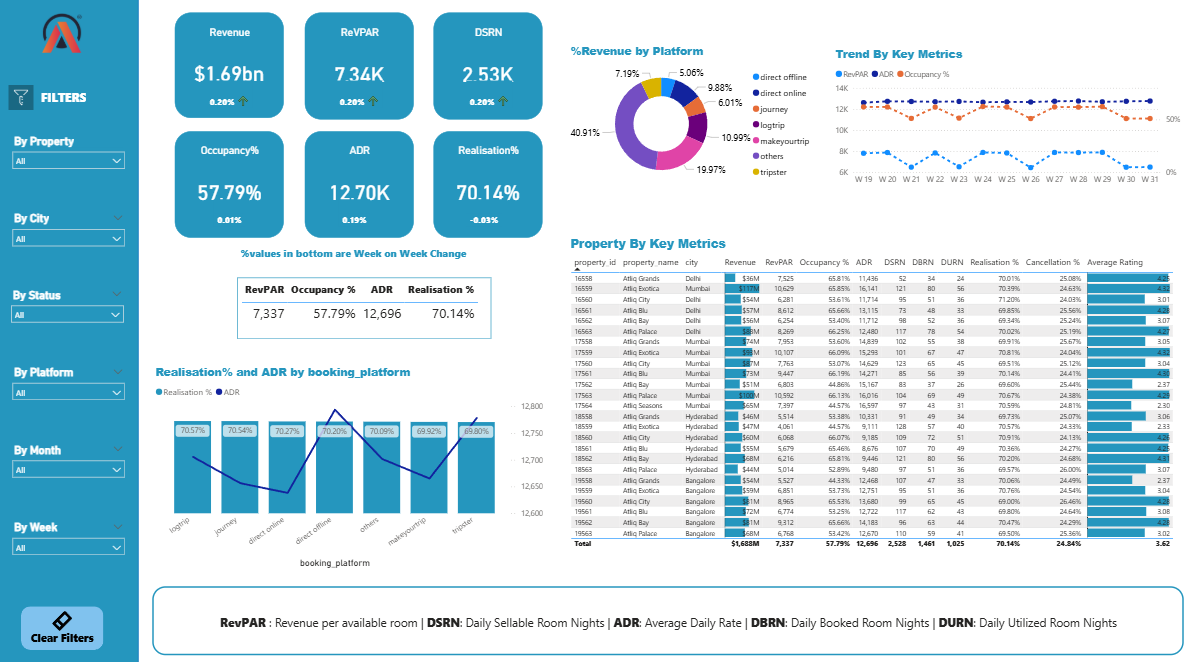 FILTERS
By Property
All
By City
All
By Status
All
By Platform
All
By Month
All
By Week
All
Clear Filters
Revenue
$1.69bn
0.20%
ReVPAR
7.34K
0.20%
DSRN
2.53K
0.20%
Occupancy%
57.79%
0.01%
ADR
12.70K
0.19%
Realisation%
70.14%
-0.03%
%values in bottom are Week on Week Change
RevPAR Occupancy % ADR Realisation %
7,337 57.79% 12,696 70.14%
Realisation% and ADR by booking_platform
Realisation % ADR
12,800
12,750
12,700
12,650
12,600
70.57% 70.54% 70.27% 70.20% 70.09% 69.92% 69.80%
logtrip journey direct online direct offline others makeyourtrip tripster
booking_platform
%Revenue by Platform
5.06%
9.88%
6.01%
10.99%
19.97%
40.91%
7.19%
direct offline
direct online
journey
logtrip
makeyourtrip
others
tripster
Trend By Key Metrics
RevPAR ADR Occupancy %
14K
12K
10K
8K
6K
50%
0%
W 19 W 20 W 21 W 22 W 23 W 24 W 25 W 26 W 27 W 28 W 29 W 30 W 31
Property By Key Metrics
property_id property_name city Revenue RevPAR Occupancy % ADR DSRN DBRN DURN Realisation % Cancellation % Average Rating
16558 Atliq Grands Delhi $36M 7,525 65.81% 11,436 52 34 24 70.01% 25.08% 4.25
16559 Atliq Exotica Mumbai $117M 10,629 65.85% 16,141 121 80 56 70.39% 24.63% 4.32
16560 Atliq City Delhi $54M 6,281 53.61% 11,714 95 51 36 71.20% 24.03% 3.01
16561 Atliq Blu Delhi $57M 8,612 65.66% 13,115 73 48 33 69.85% 25.56%
16562 Atliq Bay Delhi $56M 6,254 53.40% 11,712 98 52 36 69.34% 25.24% 3.07
16563 Atliq Palace Delhi 8,269 66.25% 12,480 117 78 54 70.02% 25.19% 4.27
17558 Atliq Grands Mumbai $74M 7,953 53.60% 14,839 102 55 38 69.91% 25.67% 3.05
17559 Atliq Exotica Mumbai $93M 10,107 66.09% 15,293 101 67 47 70.81% 24.04% 4.32
17560 Atliq City Mumbai $87M 7,763 53.07% 14,629 123 65 45 69.51% 25.12% 3.04
17561 Atliq Blu Mumbai $73M 9,447 66.19% 14,271 85 56 39 70.14% 24.41% 4.30
17562 Atliq Bay Mumbai $51M 6,803 44.86% 15,167 83 37 26 69.60% 25.44% 2.37
17563 Atliq Palace Mumbai $100M 10,592 66.13% 16,016 104 69 49 70.67% 24.38%
17564 Atliq Seasons Mumbai $65M 7,397 44.57% 16,597 97 43 31 70.59% 24.81% 2.30
18558 Atliq Grands Hyderabad $46M 5,514 53.38% 10,331 91 49 34 69.73% 25.07% 3.06
18559 Atliq Exotica Hyderabad $47M 4,061 44.57% 9,111 128 57 40 70.57% 24.33% 2.33
18560 Atliq City Hyderabad $60M 6,068 66.07% 9,185 109 72 51 70.91% 24.13%
18561 Atliq Blu Hyderabad $55M 5,679 65.46% 8,676 107 70 49 70.36% 24.27%
18562 Atliq Bay Hyderabad $68M 6,216 65.81% 9,446 121 80 56 70.20% 24.68% 4.31
18563 Atliq Palace Hyderabad $44M 5,014 52.89% 9,480 97 51 36 69.57% 26.00% 3.07
19558 Atliq Grands Bangalore $54M 5,527 44.33% 12,468 107 47 33 70.06% 24.49% 2.37
19559 Atliq Exotica Bangalore $59M 6,851 53.73% 12,751 95 51 36 70.76% 24.54% 3.04
19560 Atliq City Bangalore $81M 8,965 65.53% 13,680 99 65 45 69.00% 26.46%
19561 Atliq Blu Bangalore $72M 6,774 53.25% 12,722 117 62 43 69.80% 24.64% 3.08
19562 Atliq Bay Bangalore $81M 9,312 65.66% 14,183 96 63 44 70.47% 24.29%
19563 Atliq Palace Bangalore $68M 6,768 53.42% 12,670 110 59 41 69.50% 25.36% 3.02
Total $1,688M 7,337 57.79% 12,696 2,528 1,461 1,025 70.14% 24.84% 3.62
RevPAR : Revenue per available room | DSRN: Daily Sellable Room Nights | ADR: Average Daily Rate | DBRN: Daily Booked Room Nights | DURN: Daily Utilized Room Nights